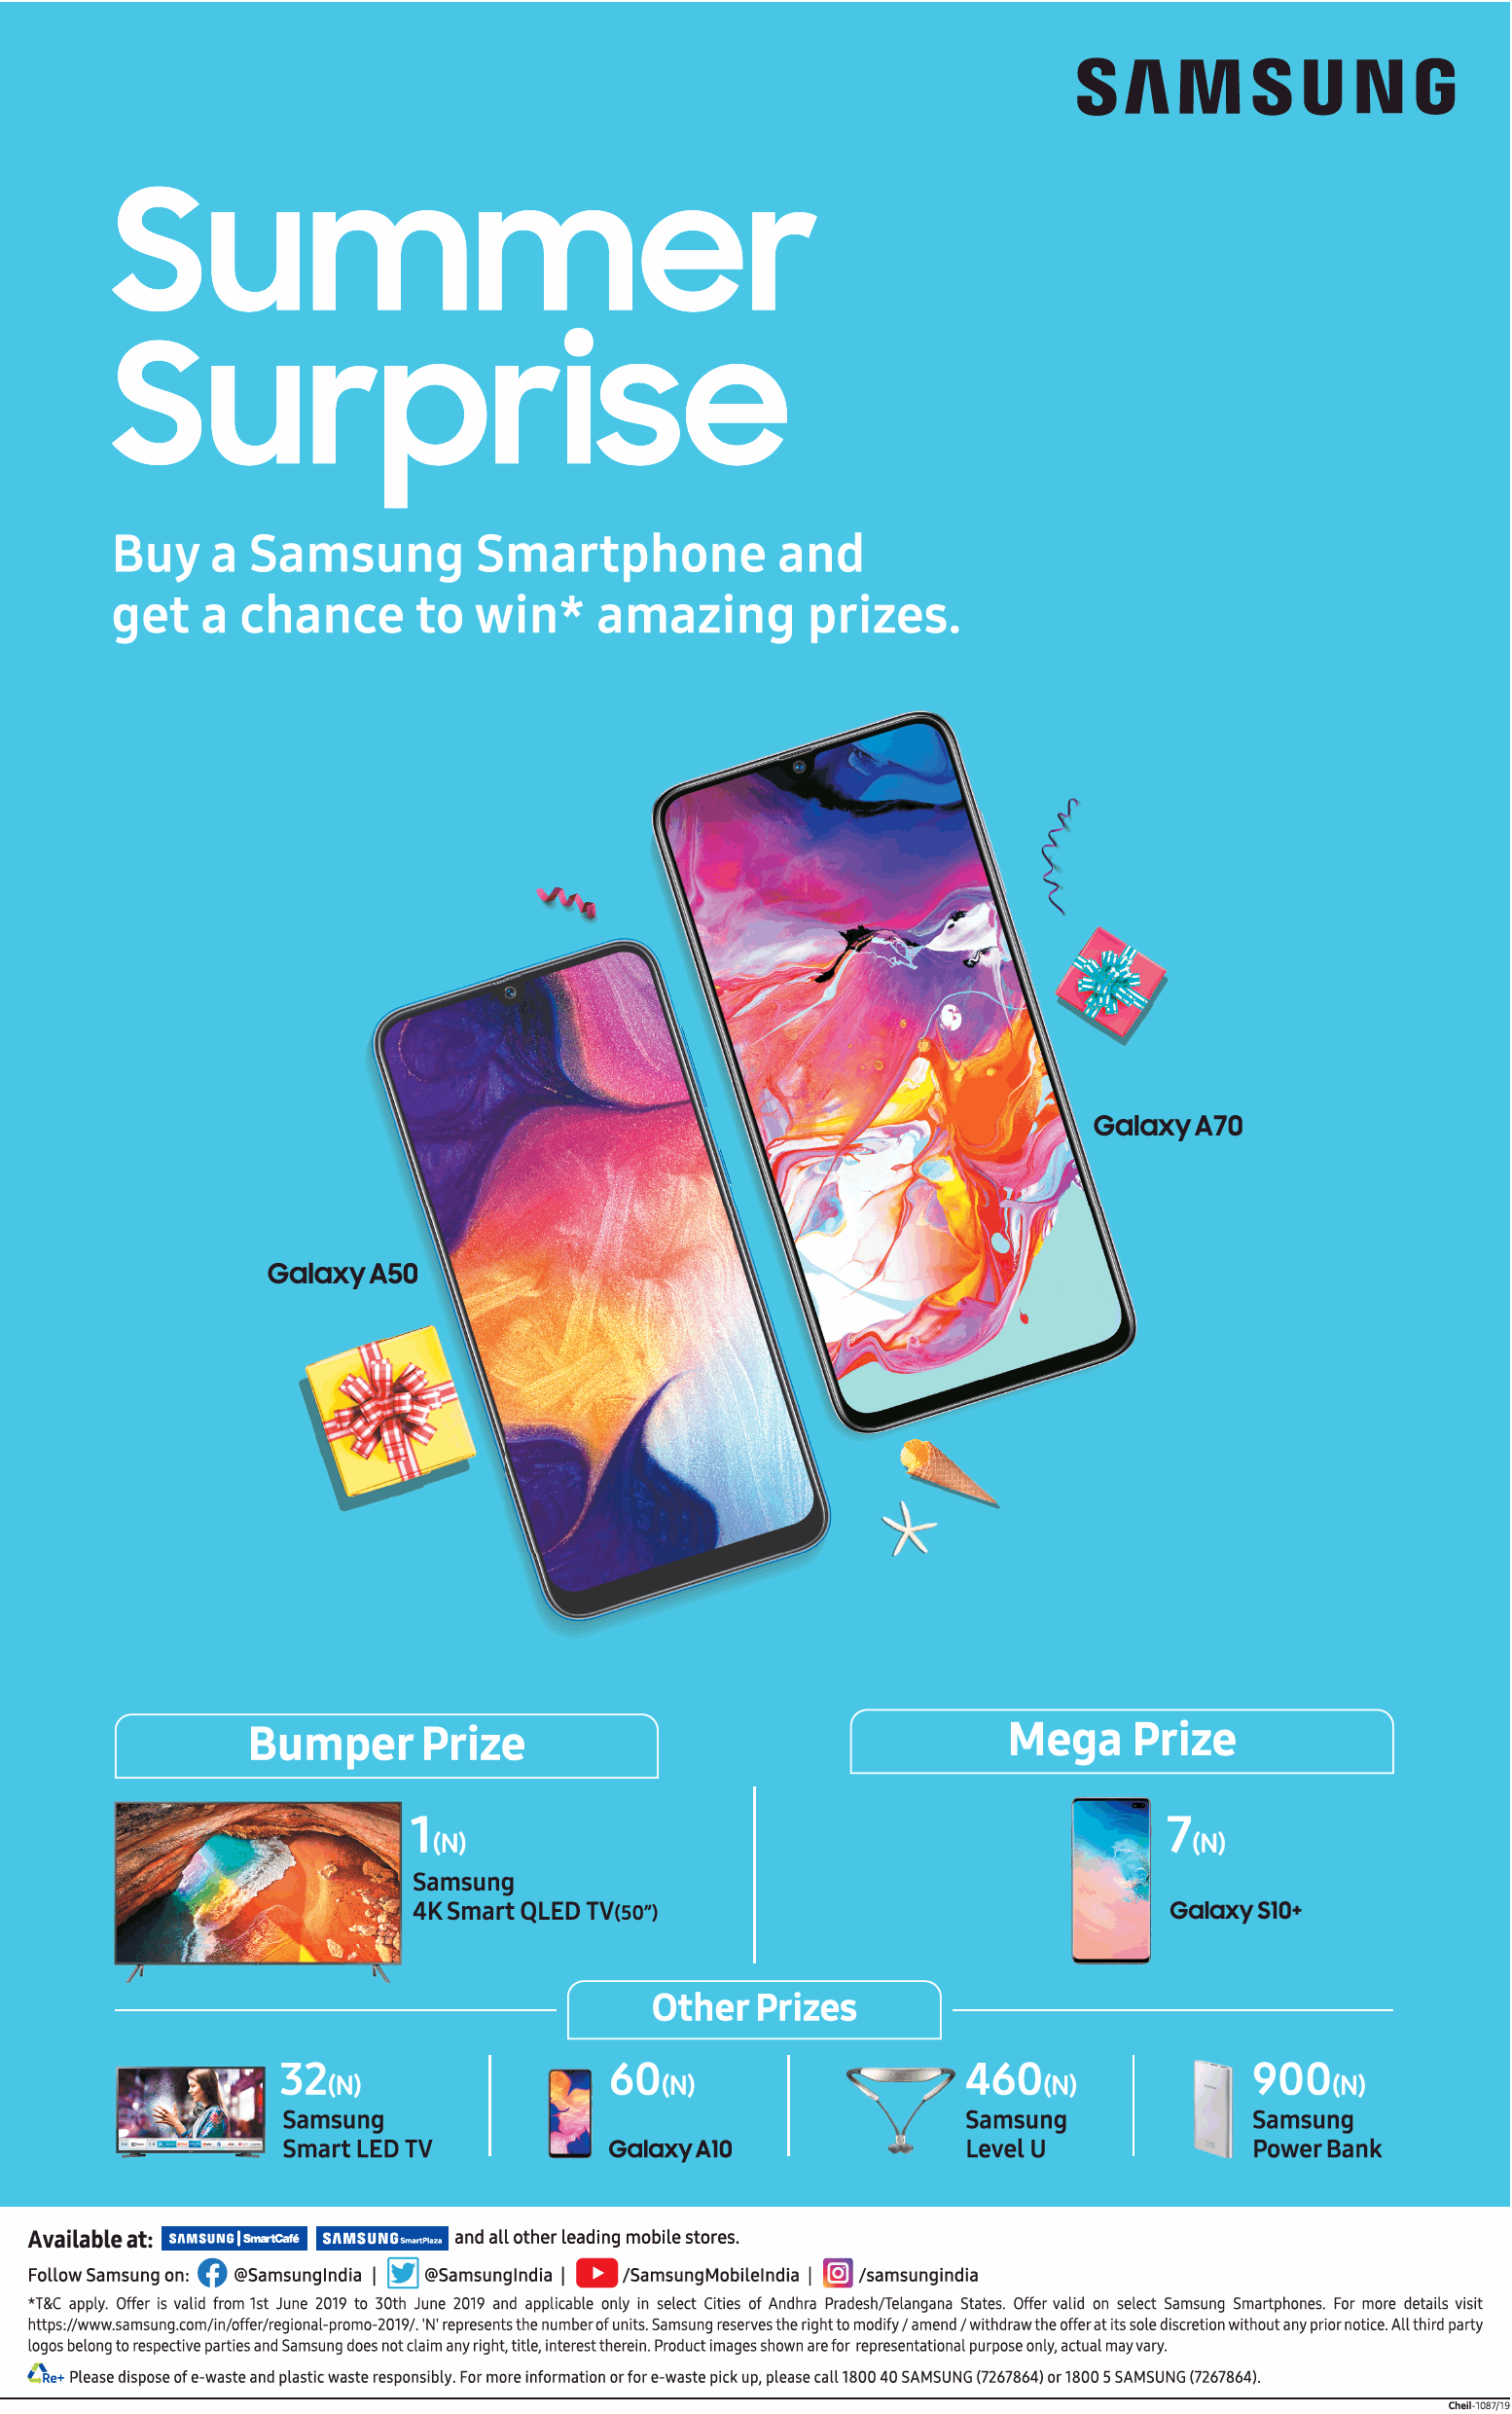 SAMSUNG
Summer
Surprise
Buy a Samsung Smartphone and
get a chance to win* amazing prizes.
Galaxy A70
Galaxy A50
Bumper Prize
1(N)
Samsung
4K Smart QLED TV(50”)
Mega Prize
7(N)
Galaxy S10+
Other Prizes
32(N)
Samsung
Smart LED TV
60(N)
Galaxy A10
460(N)
Samsung
Level U
900(N)
Samsung
Power Bank
Available at: SAMSUNG | SmartCafé SAMSUNG SmartPlaza and all other leading mobile stores.
Follow Samsung on: @SamsungIndia | @SamsungIndia | /SamsungMobileIndia | /samsungindia
*T&C apply. Offer is valid from 1st June 2019 to 30th June 2019 and applicable only in select Cities of Andhra Pradesh/Telangana States. Offer valid on select Samsung Smartphones. For more details visit
https://www.samsung.com/in/offer/regional-promo-2019/. 'N' represents the number of units. Samsung reserves the right to modify / amend / withdraw the offer at its sole discretion without any prior notice. All third party
logos belong to respective parties and Samsung does not claim any right, title, interest therein. Product images shown are for representational purpose only, actual may vary.
Re+ Please dispose of e-waste and plastic waste responsibly. For more information or for e-waste pick up, please call 1800 40 SAMSUNG (7267864) or 1800 5 SAMSUNG (7267864).
Cheil-1087/19